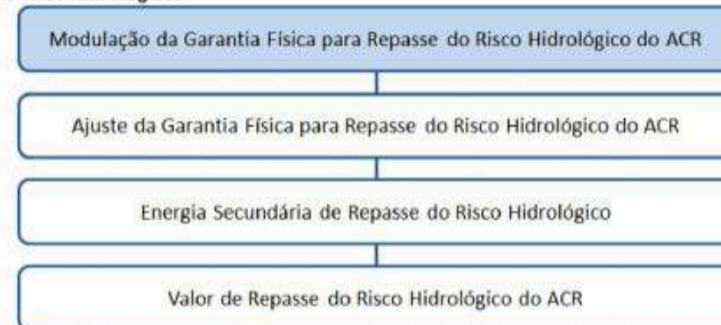 Modulação da Garantia Física para Repasse do Risco Hidrológico do ACR
Ajuste da Garantia Física para Repasse do Risco Hidrológico do ACR
Energia Secundária de Repasse do Risco Hidrológico
Valor de Repasse do Risco Hidrológico do ACR